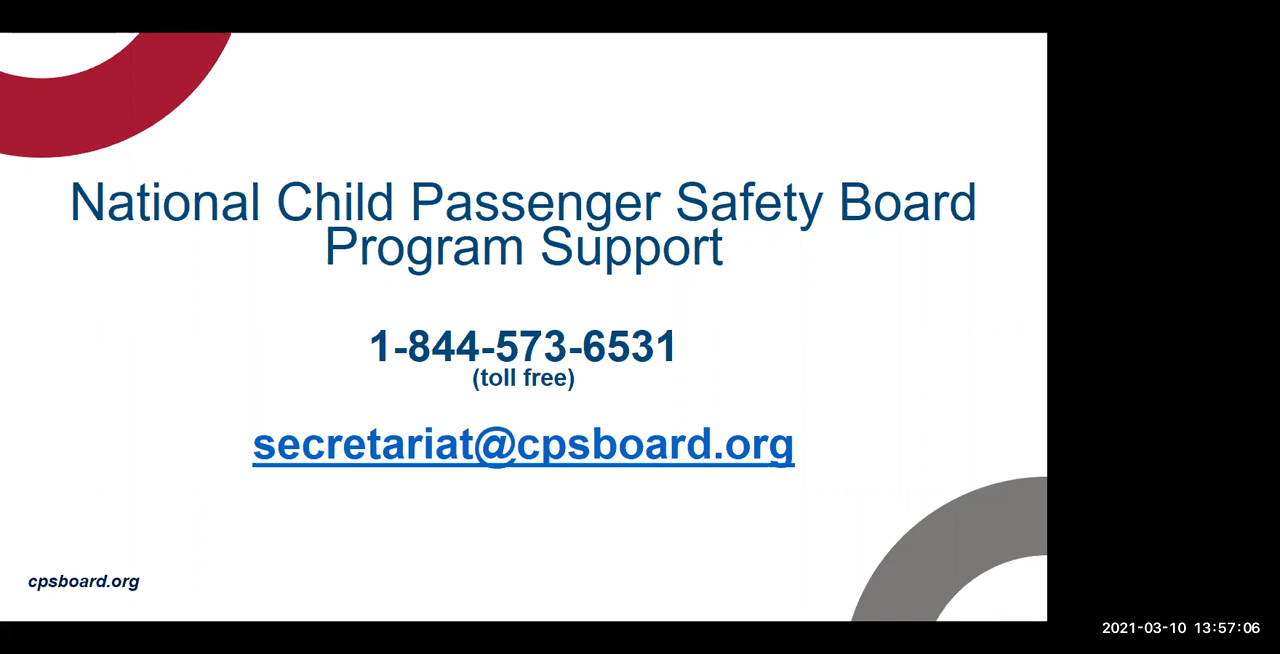 National Child Passenger Safety Board
Program Support
1-844-573-6531
(toll free)
secretariat@cpsboard.org
cpsboard.org
2021-03-10 13:57:06